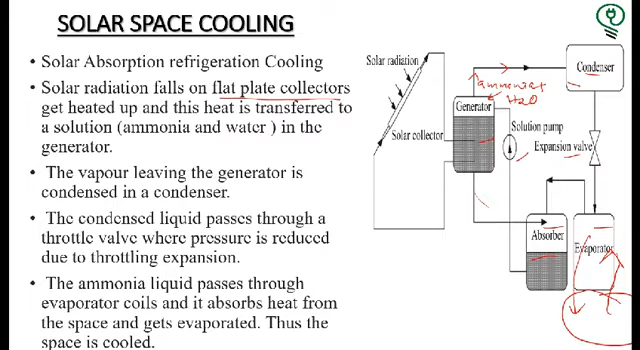 SOLAR SPACE COOLING
Solar Absorption refrigeration Cooling
Solar radiation falls on flat plate collectors
get heated up and this heat is transferred to
a solution (ammonia and water ) in the
generator.
The vapour leaving the generator is
condensed in a condenser.
The condensed liquid passes through a
throttle valve where pressure is reduced
due to throttling expansion.
The ammonia liquid passes through
evaporator coils and it absorbs heat from
the space and gets evaporated. Thus the
space is cooled.
Solar radiation
Solar collector
Generator
H2O
Solution pump
Condenser
Expansion valve
Absorber
Evaporator